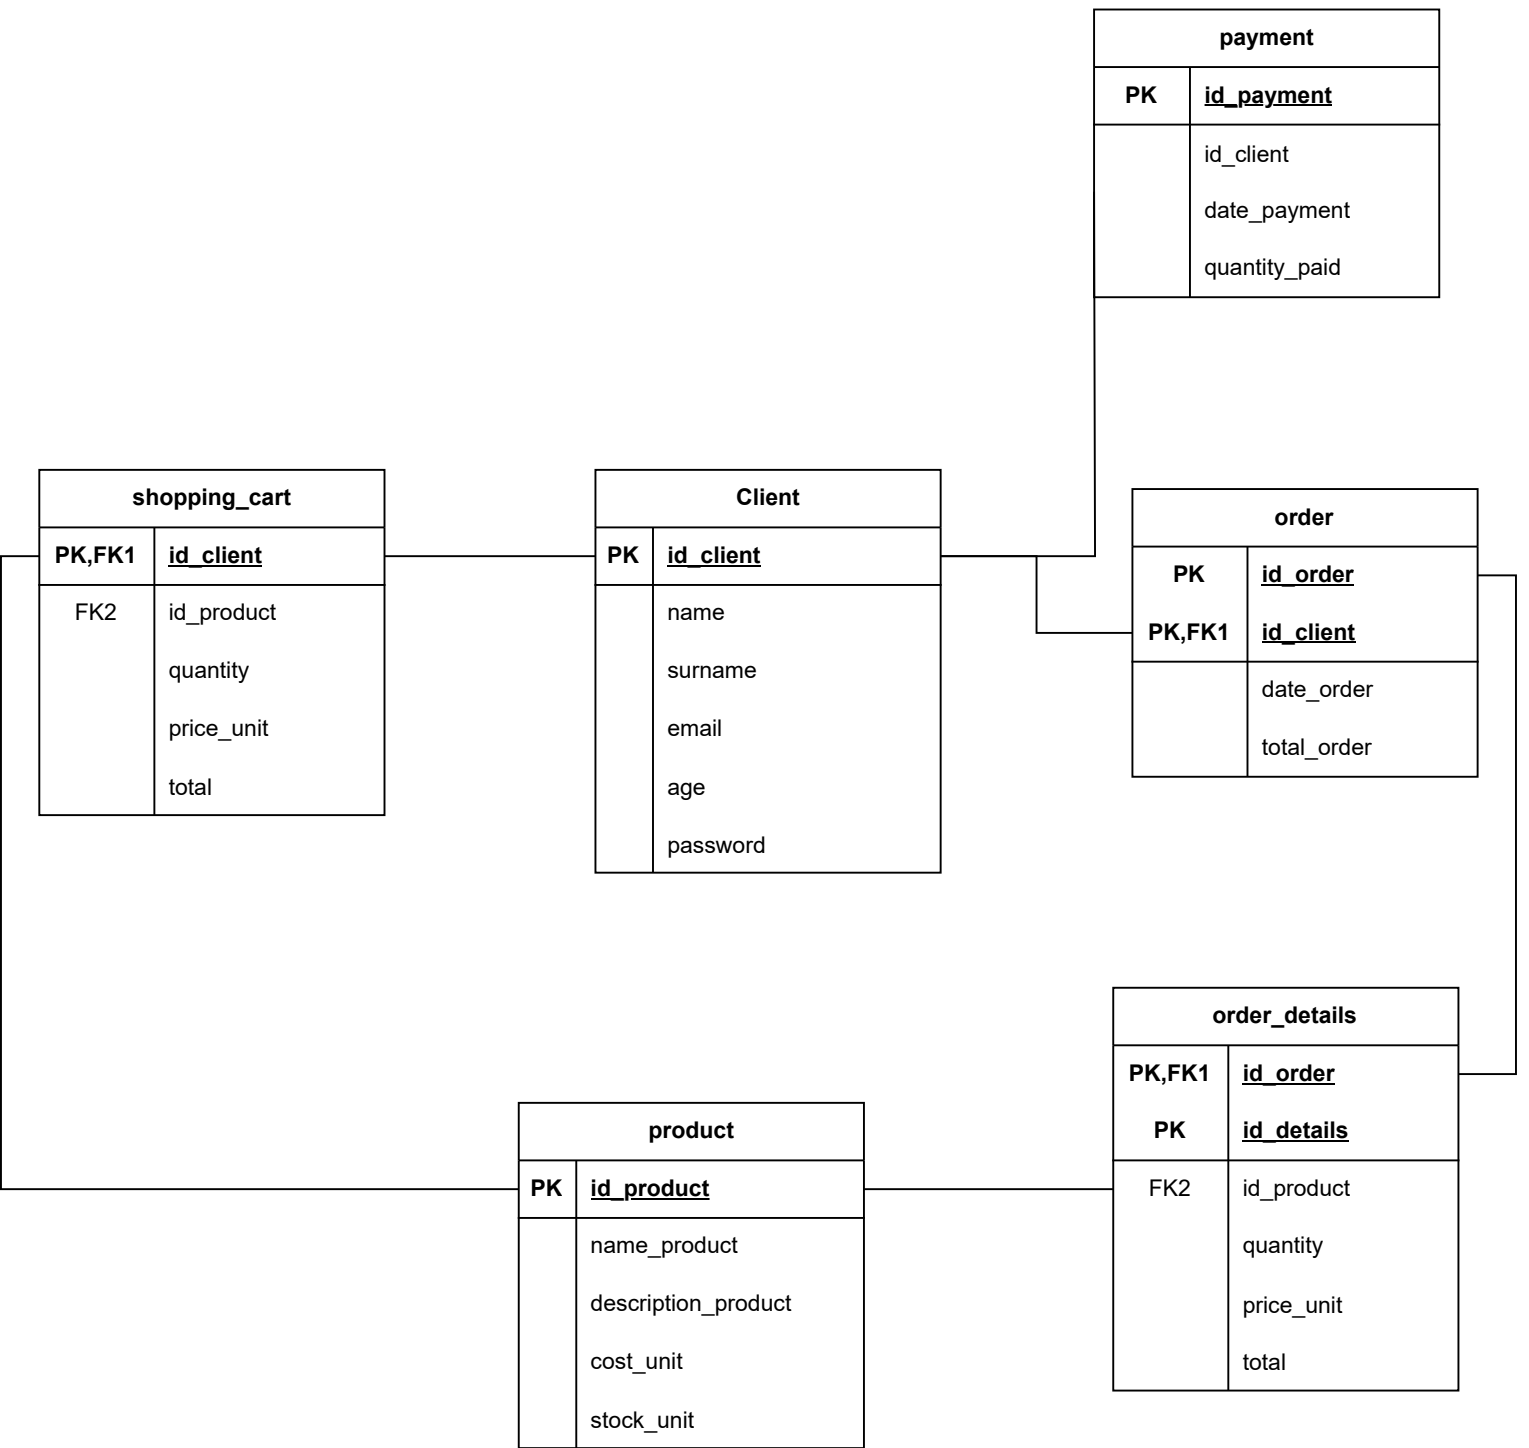 payment
PK id_payment
id_client
date_payment
quantity_paid
shopping_cart
PK,FK1 id_client
FK2 id_product
quantity
price_unit
total
Client
PK id_client
name
surname
email
age
password
order
PK id_order
PK,FK1 id_client
date_order
total_order
order_details
PK,FK1 id_order
PK id_details
FK2 id_product
quantity
price_unit
total
product
PK id_product
name_product
description_product
cost_unit
stock_unit